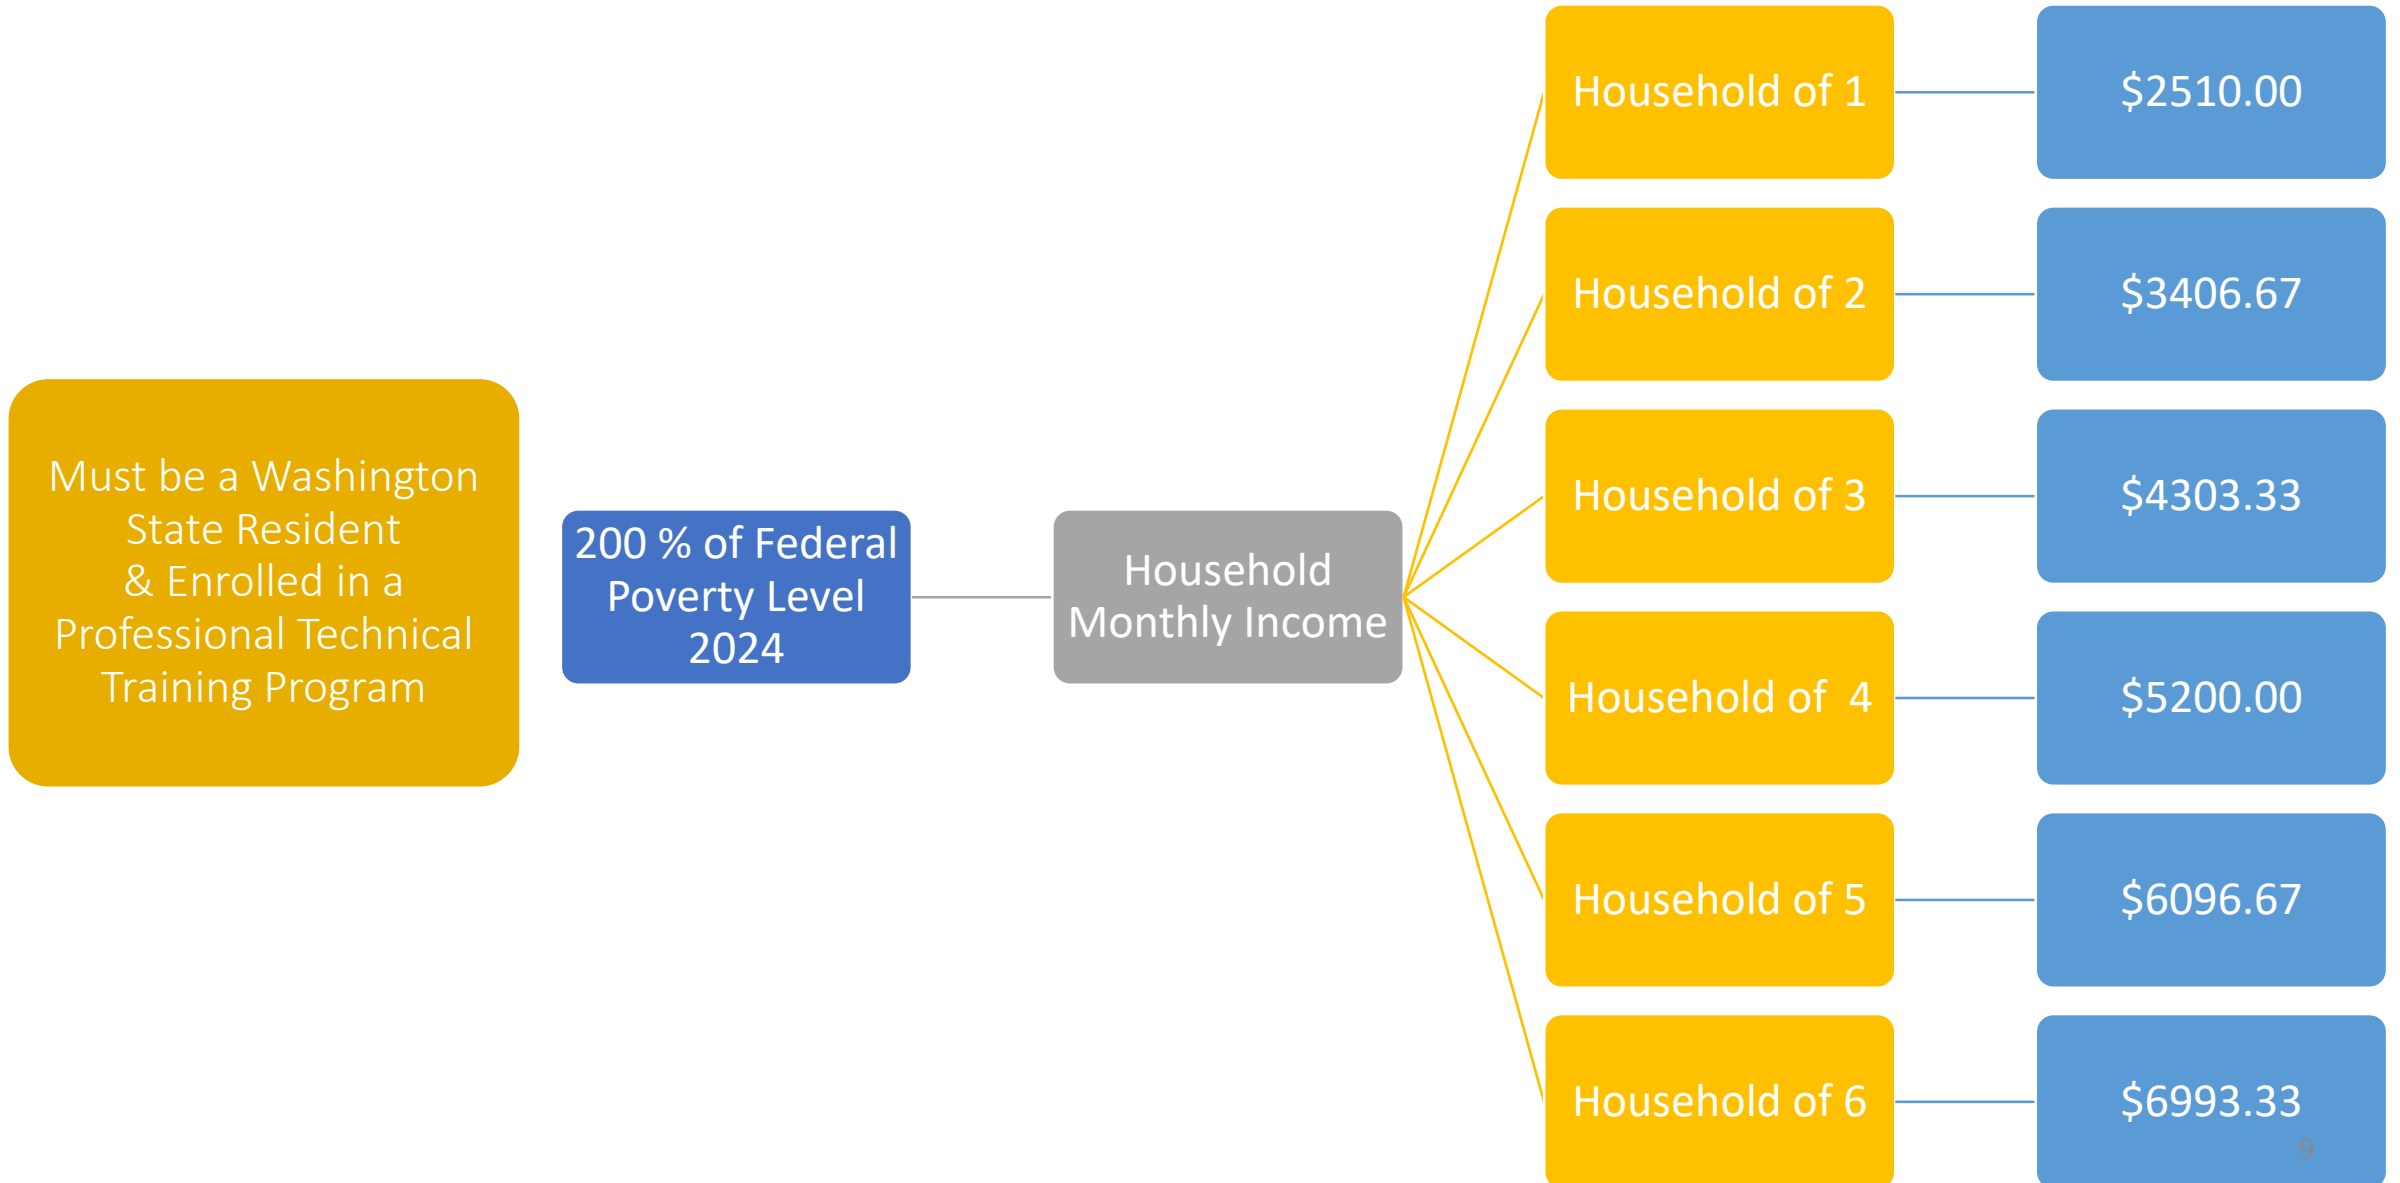 Must be a Washington
State Resident
& Enrolled in a
Professional Technical
Training Program
200 % of Federal
Poverty Level
2024
Household
Monthly Income
Household of 1
$2510.00
Household of 2
$3406.67
Household of 3
$4303.33
Household of  4
$5200.00
Household of 5
$6096.67
Household of 6
$6993.33
9